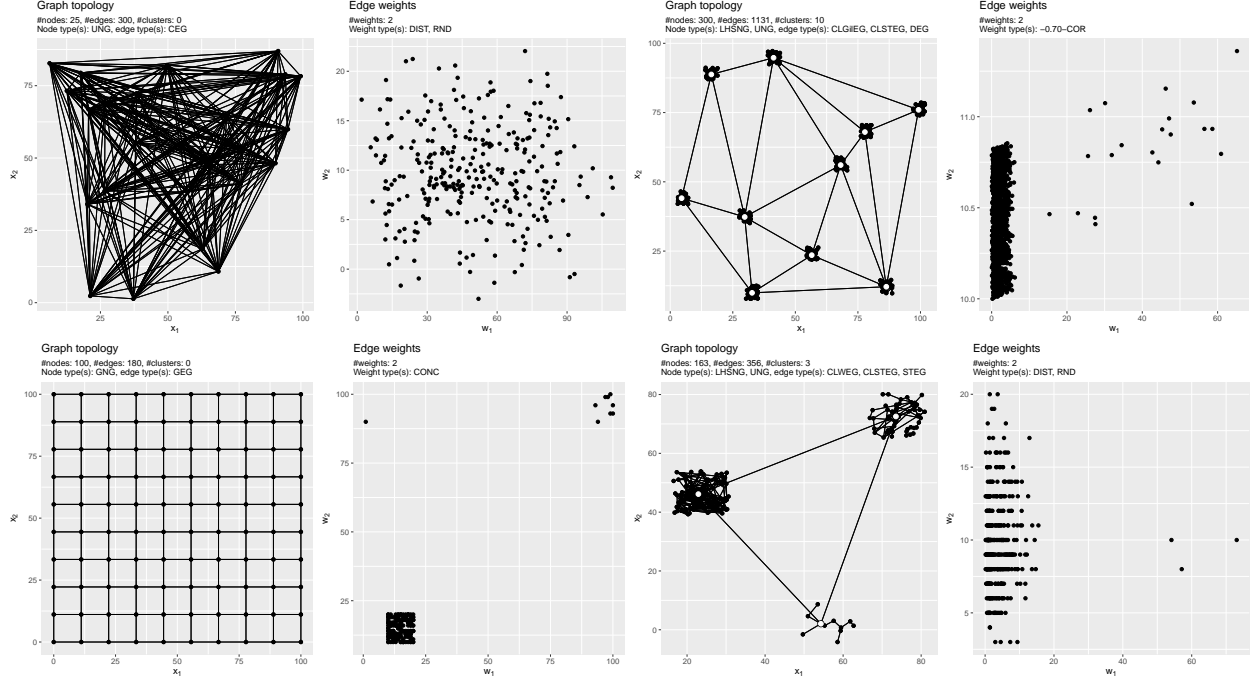 Graph topology
#nodes: 25, #edges: 300, #clusters: 0
Node type(s): UNG, edge type(s): CEG
75
50
25
0
x2
25
50
75
100
x1
Edge weights
#weights: 2
Weight type(s): DIST, RND
20
15
10
5
0
w2
0
30
60
90
w1
Graph topology
#nodes: 300, #edges: 1131, #clusters: 10
Node type(s): LHSNG, UNG, edge type(s): CLGilEG, CLSTEG, DEG
100
75
50
25
x2
0
25
50
75
100
x1
Edge weights
#weights: 2
Weight type(s): −0.70−COR
11.0
10.5
10.0
w2
0
20
40
60
w1
Graph topology
#nodes: 100, #edges: 180, #clusters: 0
Node type(s): GNG, edge type(s): GEG
100
75
50
25
0
x2
0
25
50
75
100
x1
Edge weights
#weights: 2
Weight type(s): CONC
100
75
50
25
w2
0
25
50
75
100
w1
Graph topology
#nodes: 163, #edges: 356, #clusters: 3
Node type(s): LHSNG, UNG, edge type(s): CLWEG, CLSTEG, STEG
80
60
40
20
0
x2
20
40
60
80
x1
Edge weights
#weights: 2
Weight type(s): DIST, RND
20
15
10
5
w2
0
20
40
60
w1